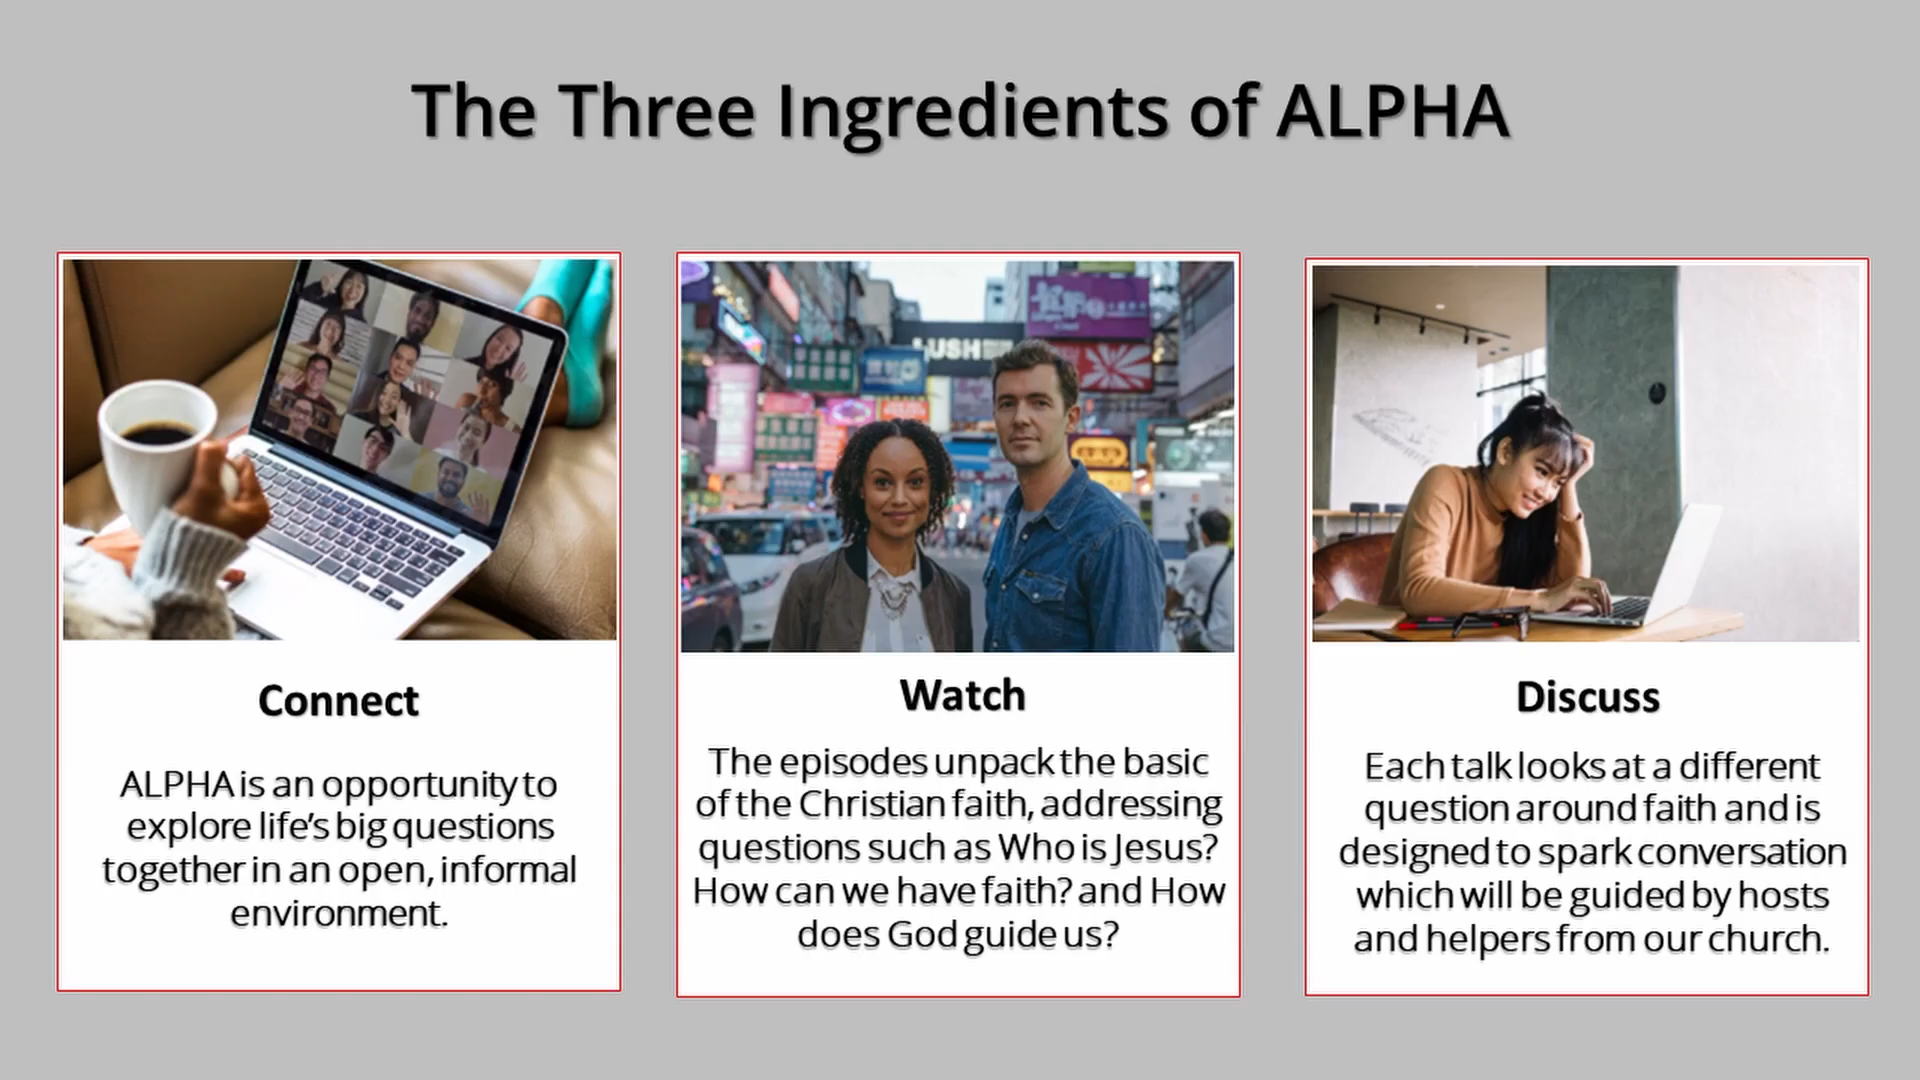 The Three Ingredients of ALPHA
LUSH
Connect
ALPHA is an opportunity to
explore life's big questions
together in an open, informal
environment.
Watch
The episodes unpack the basic
of the Christian faith, addressing
questions such as Who is Jesus?
How can we have faith? and How
does God guide us?
Discuss
Each talk looks at a different
question around faith and is
designed to spark conversation
which will be guided by hosts
and helpers from our church.